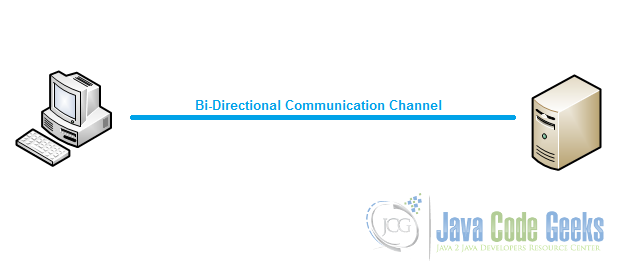 Bi-Directional Communication Channel
JCG
Java Code Geeks
JAVA 2 JAVA DEVELOPERS RESOURCE CENTER